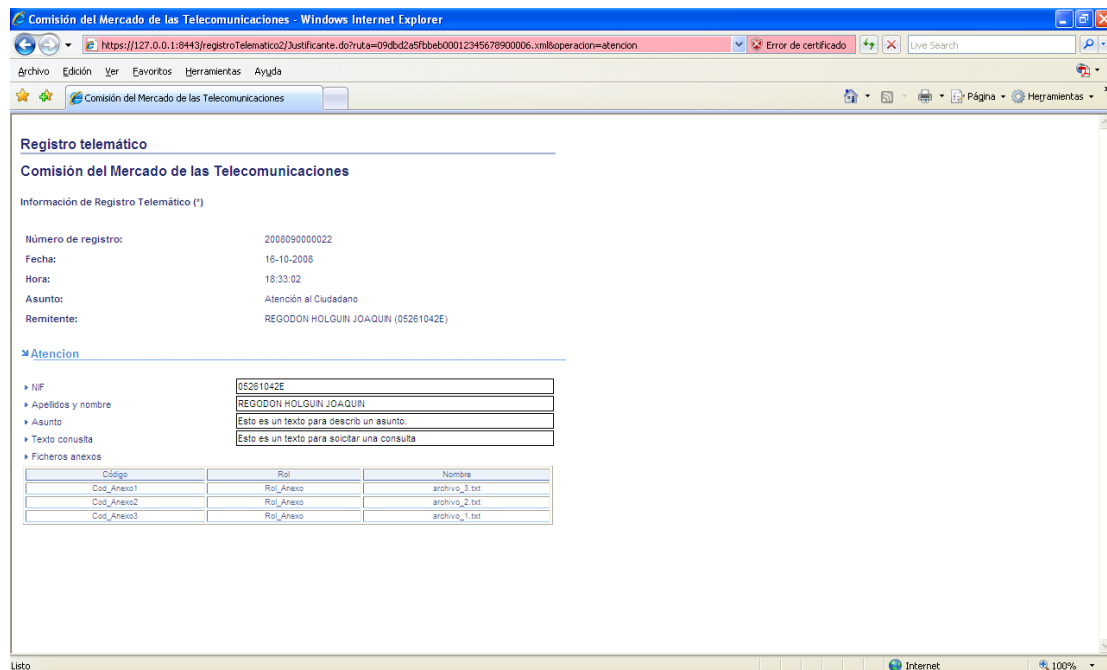 Comisión del Mercado de las Telecomunicaciones - Windows Internet Explorer
https://127.0.0.1:8443/registroTelematico2/Justificante.do?ruta=09dbd2a5fbbeb00012345678900006.xml&operacion=atencion Error de certificado Live Search
Archivo Edición Ver Favoritos Herramientas Ayuda
Comisión del Mercado de las Telecomunicaciones Página Herramientas
Registro telemático
Comisión del Mercado de las Telecomunicaciones
Información de Registro Telemático (*)
Número de registro: 2008090000022
Fecha: 16-10-2008
Hora: 18:33:02
Asunto: Atención al Ciudadano
Remitente: REGODON HOLGUIN JOAQUIN (05261042E)
Atencion
NIF 05261042E
Apellidos y nombre REGODON HOLGUIN JOAQUIN
Asunto Esto es un texto para describ un asunto.
Texto conuslta Esto es un texto para soicitar una consulta
Ficheros anexos
Código Rol Nombre
Cod_Anexo1 Rol_Anexo archivo_3.txt
Cod_Anexo2 Rol_Anexo archivo_2.txt
Cod_Anexo3 Rol_Anexo archivo_1.txt
Listo Internet 100%